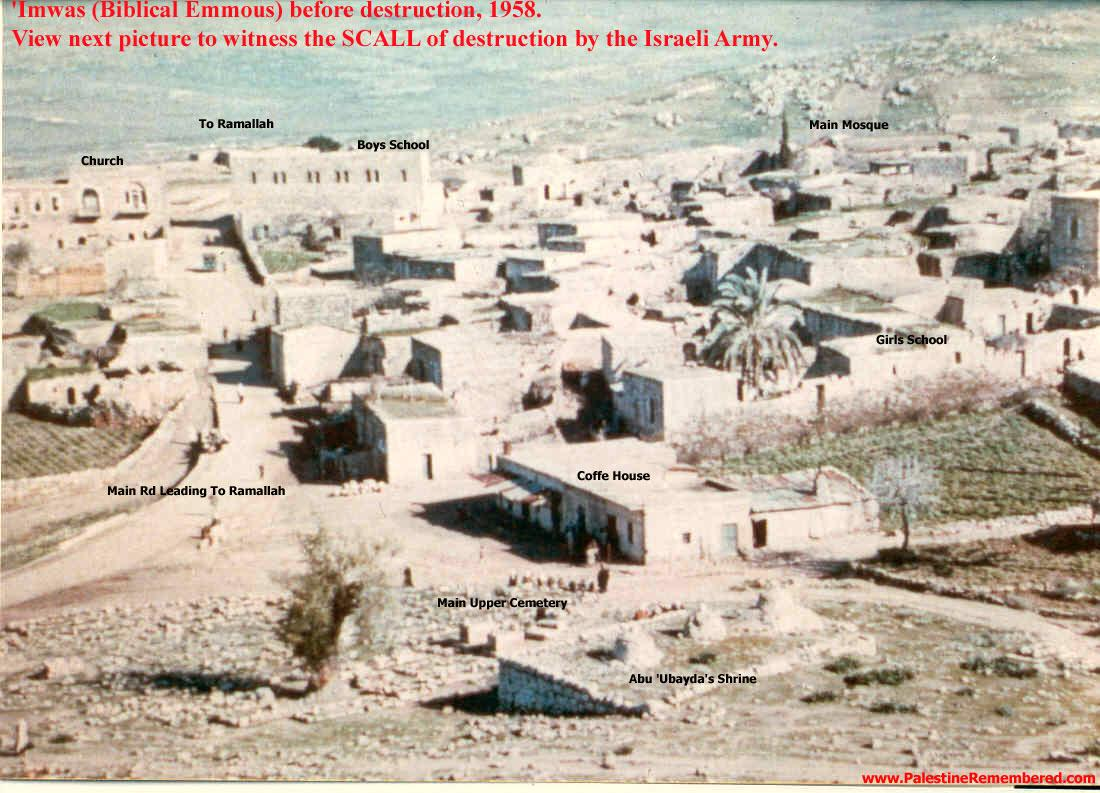 'Imwas (Biblical Emmous) before destruction, 1958.
View next picture to witness the SCALL of destruction by the Israeli Army.
To Ramallah
Main Mosque
Boys School
Church
Girls School
Coffe House
Main Rd Leading To Ramallah
Main Upper Cemetery
Abu 'Ubayda's Shrine
www.PalestineRemembered.com